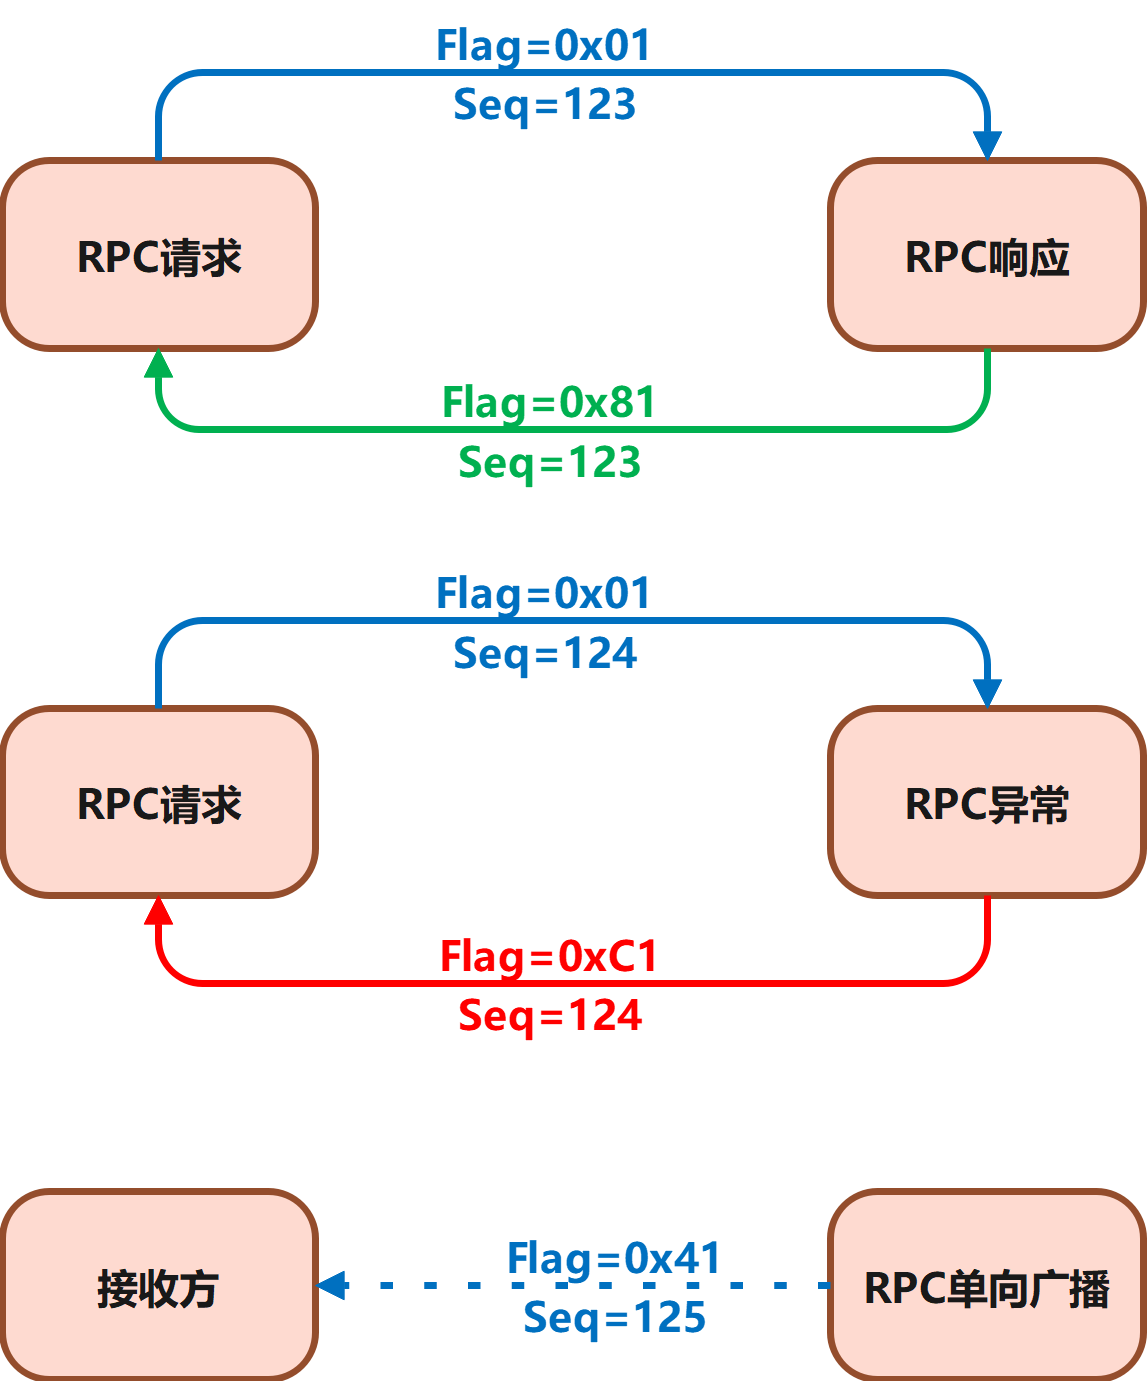 Flag=0x01
Seq=123
RPC请求
RPC响应
Flag=0x81
Seq=123
Flag=0x01
Seq=124
RPC请求
RPC异常
Flag=0xC1
Seq=124
接收方
Flag=0x41
Seq=125
RPC单向广播